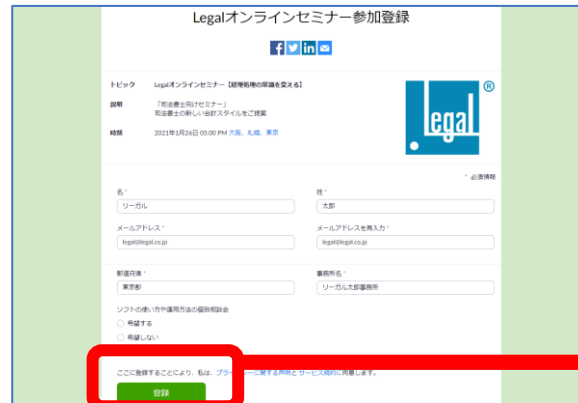 Legalオンラインセミナー参加登録
トピック Legalオンラインセミナー【経理処理の常識を変える】
説明 「司法書士向けセミナー」
司法書士の新しい会計スタイルをご提案
時刻 2021年1月26日 05:00 PM 大阪、札幌、東京
Legal®
* 必須情報
名 * 姓 *
リーガル 太郎
メールアドレス * メールアドレスを再入力 *
legal@legal.co.jp legal@legal.co.jp
都道府県 * 事務所名 *
東京都 リーガル太郎事務所
ソフトの使い方や運用方法の個別相談会
希望する
希望しない
ここに登録することにより、私は、プライバシーに関する声明と サービス規約に同意します。
登録